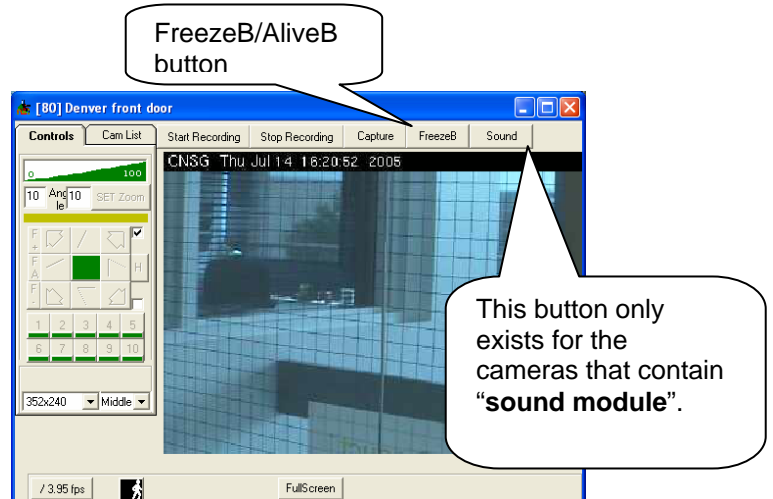 FreezeB/AliveB
button
[80] Denver front door
Controls Cam List Start Recording Stop Recording Capture FreezeB Sound
CNSG Thu Jul 14 16:20:52 2005
0 100
10 Ang 10 SET Zoom
le
F
+
F
A
H
F
-
1 2 3 4 5
6 7 8 9 10
352x240 Middle
/ 3.95 fps FullScreen
This button only
exists for the
cameras that contain
“sound module”.